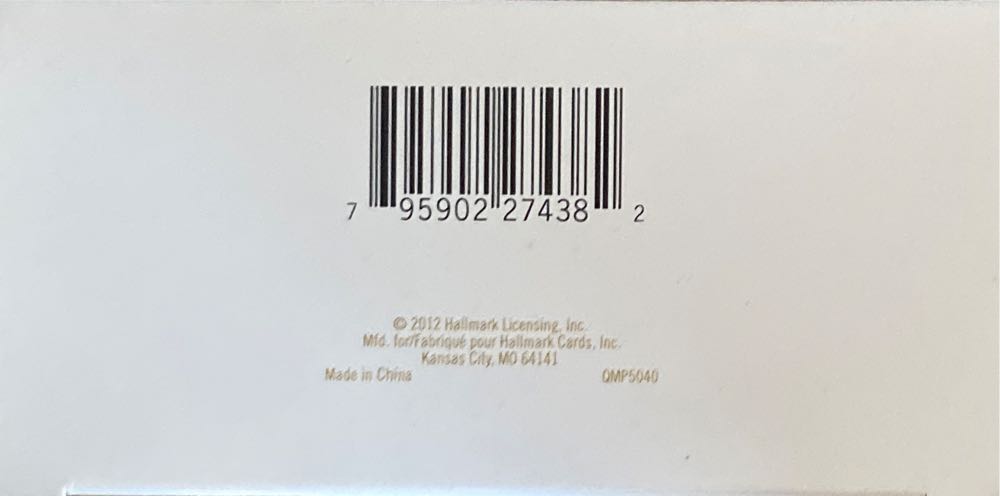 7 95902 27438 2
© 2012 Hallmark Licensing, Inc.
Mfd. for/Fabriqué pour Hallmark Cards, Inc.
Kansas City, MO 64141
Made in China QMP5040